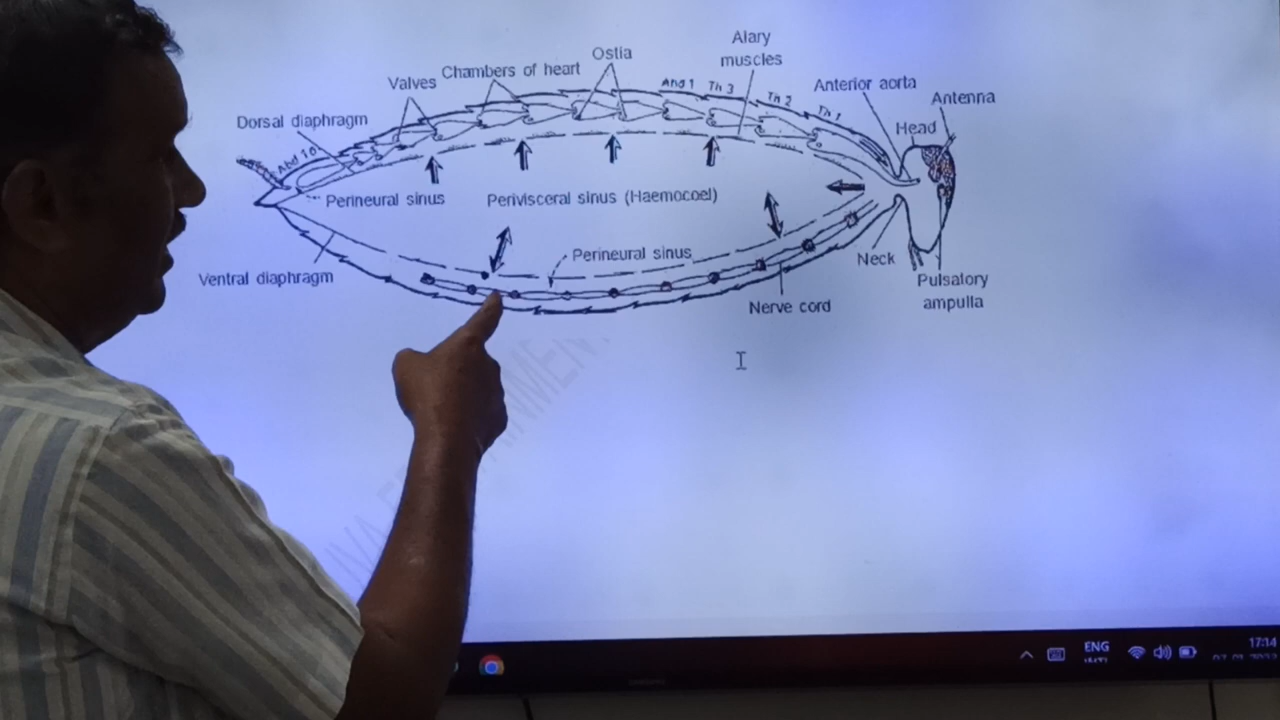 Alary
muscles
Ostia
Chambers of heart
Valves
Abd 1
Th 3
Th 2
Th 1
Anterior aorta
Antenna
Head
Dorsal diaphragm
Abd 10
Perineural sinus
Perivisceral sinus (Haemocoel)
Perineural sinus
Ventral diaphragm
Neck
Pulsatory
ampulla
Nerve cord
ENG
17:14